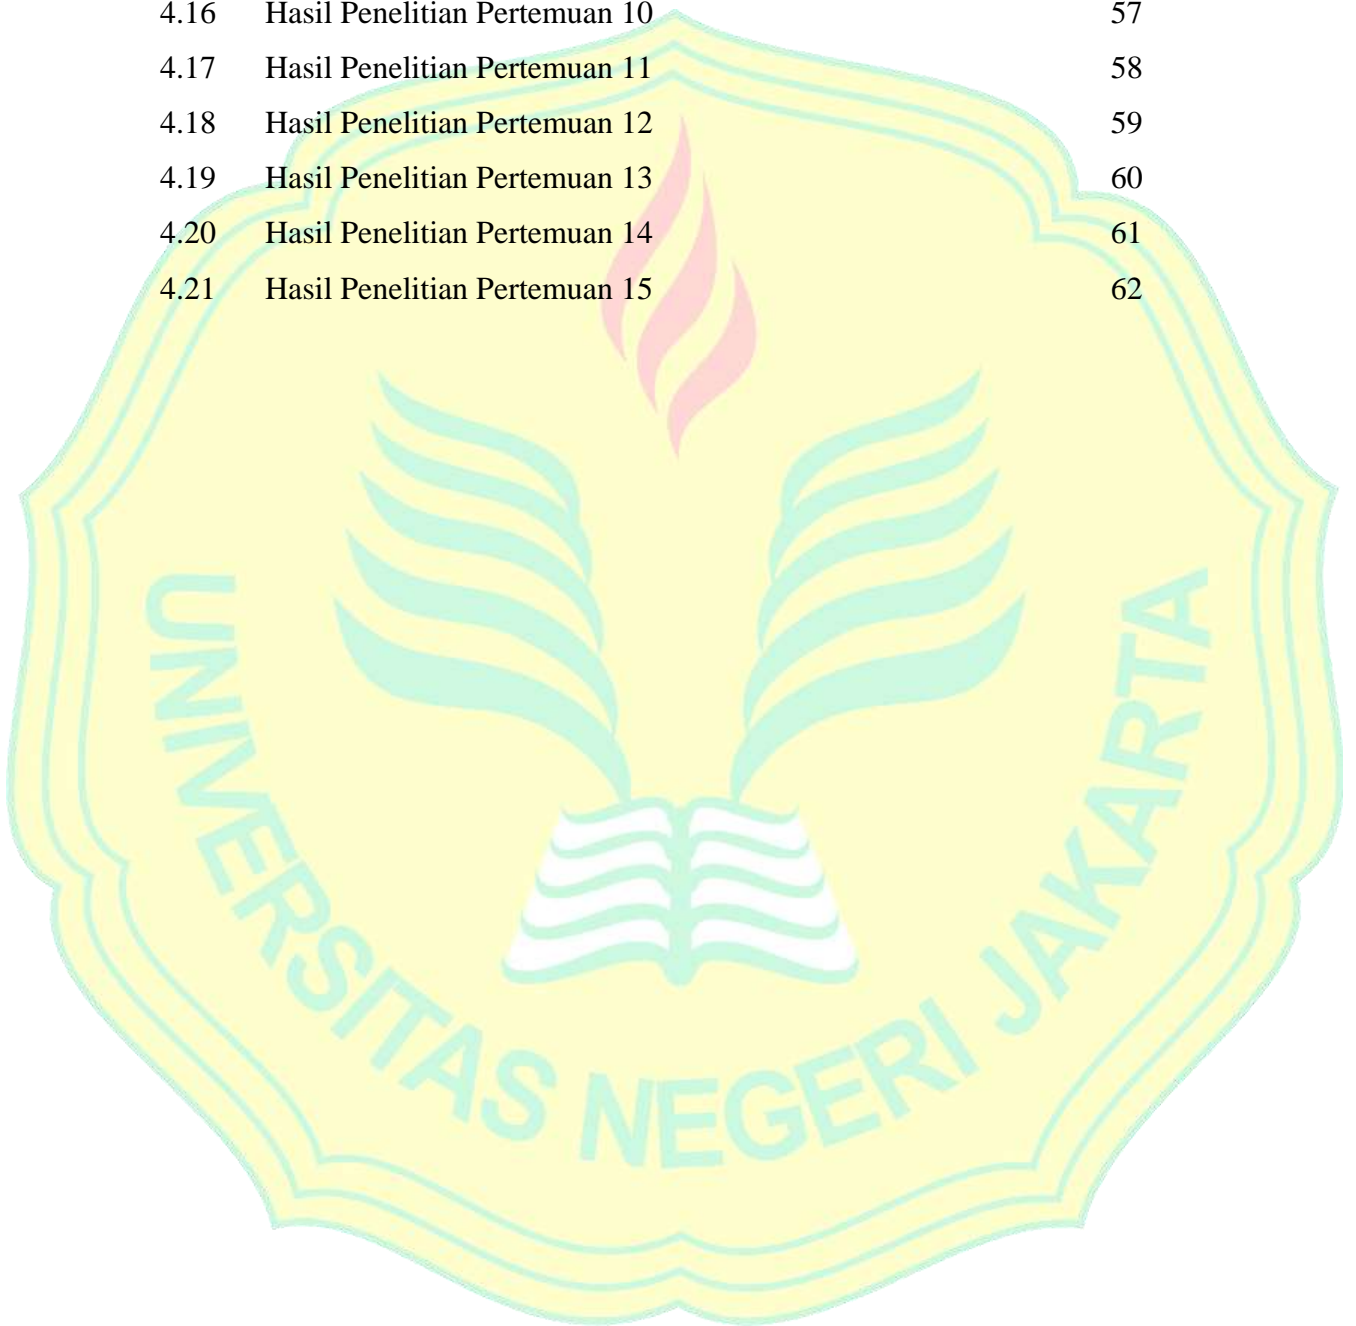 4.16 Hasil Penelitian Pertemuan 10 57
4.17 Hasil Penelitian Pertemuan 11 58
4.18 Hasil Penelitian Pertemuan 12 59
4.19 Hasil Penelitian Pertemuan 13 60
4.20 Hasil Penelitian Pertemuan 14 61
4.21 Hasil Penelitian Pertemuan 15 62
UNIVERSITAS NEGERI JAKARTA